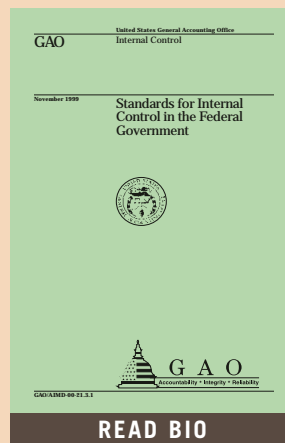 United States General Accounting Office
GAO
Internal Control
November 1999
Standards for Internal
Control in the Federal
Government
G A O
Accountability * Integrity * Reliability
GAO/AIMD-00-21.3.1
READ BIO